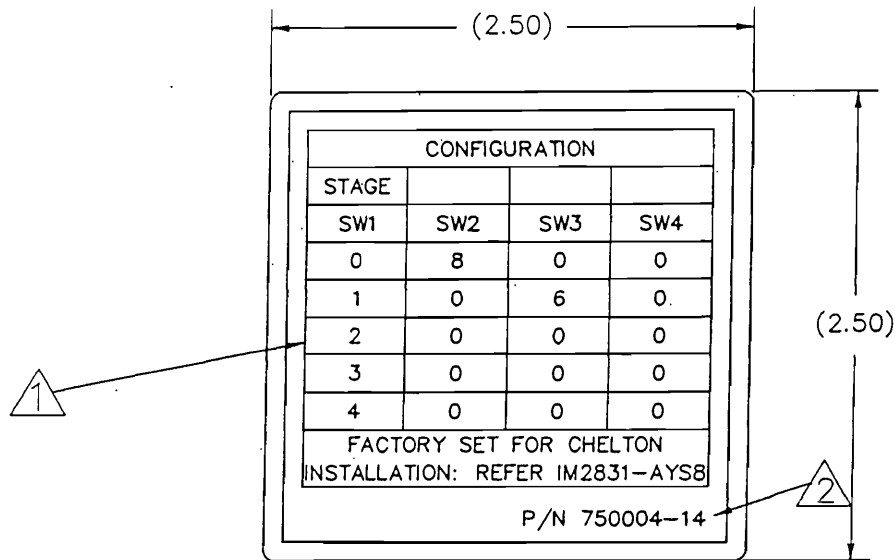 (2.50)
CONFIGURATION
STAGE
SW1 SW2 SW3 SW4
0 8 0 0
1 0 6 0
2 0 0 0
3 0 0 0
4 0 0 0
FACTORY SET FOR CHELTON
INSTALLATION: REFER IM2831-AYS8
P/N 750004-14
(2.50)
1
2